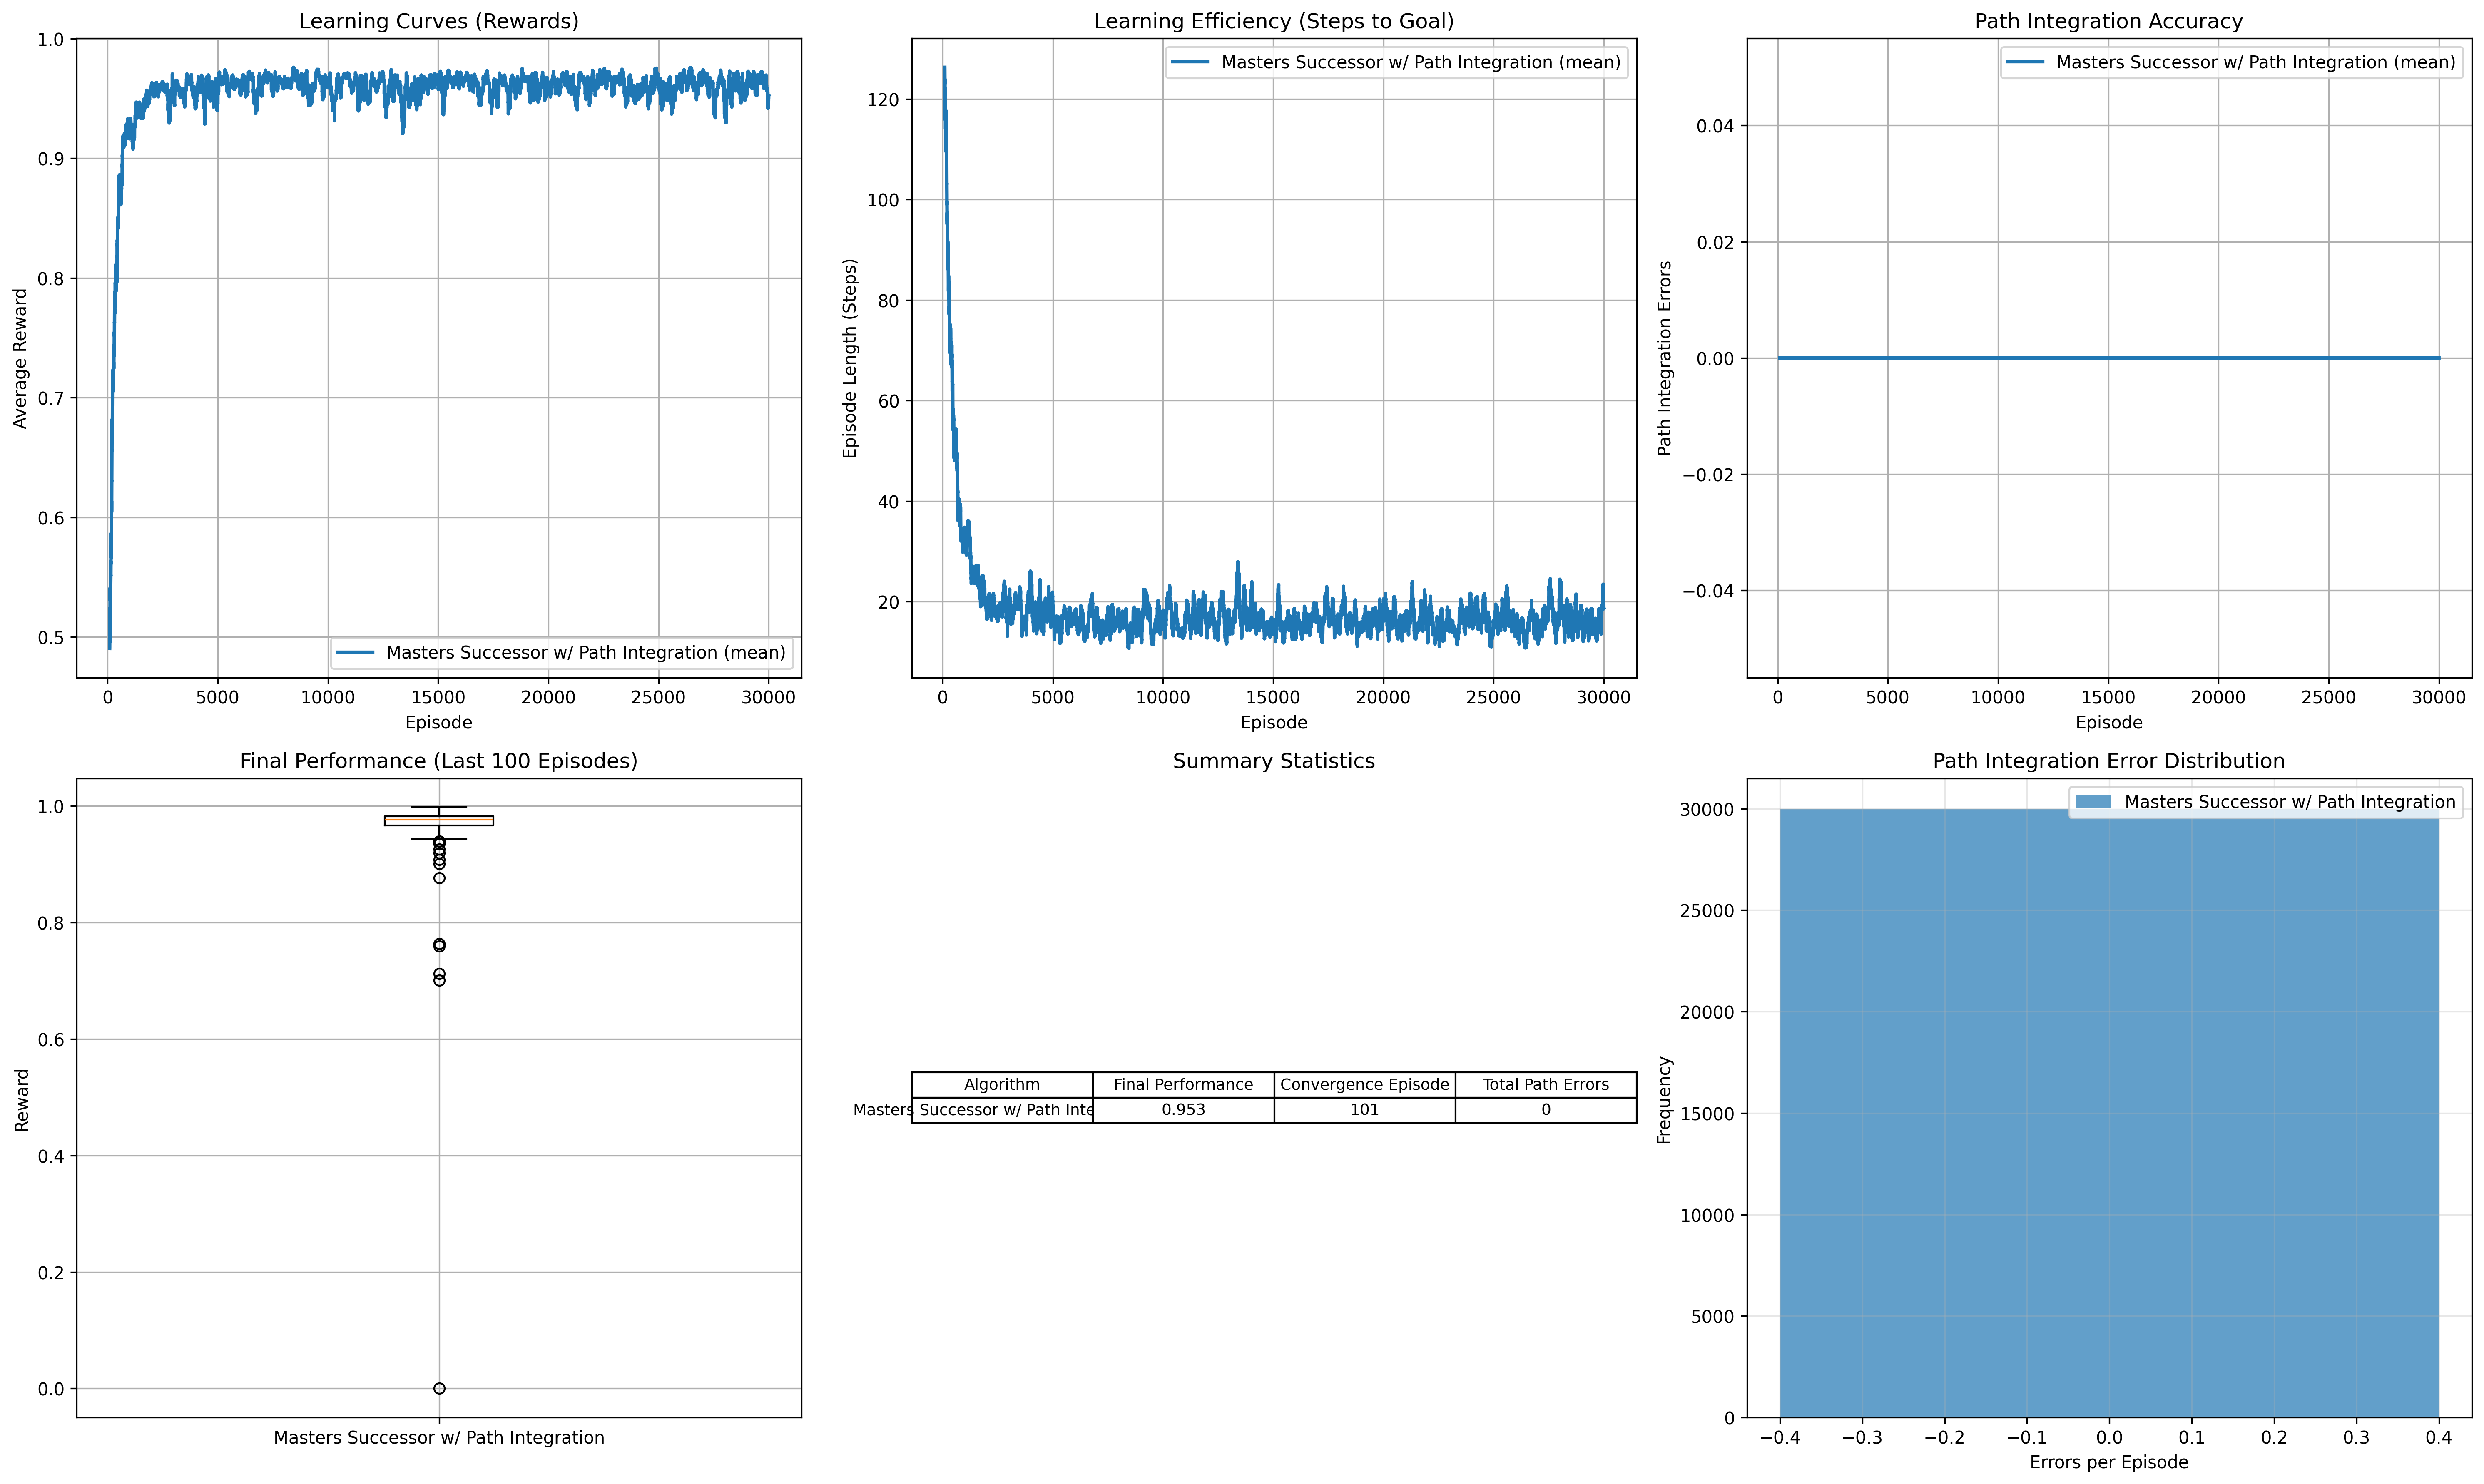 Learning Curves (Rewards)
1.0
0.9
0.8
0.7
0.6
0.5
Average Reward
Masters Successor w/ Path Integration (mean)
0
5000
10000
15000
20000
25000
30000
Episode
Learning Efficiency (Steps to Goal)
Masters Successor w/ Path Integration (mean)
120
100
80
60
40
20
Episode Length (Steps)
0
5000
10000
15000
20000
25000
30000
Episode
Path Integration Accuracy
Masters Successor w/ Path Integration (mean)
0.04
0.02
0.00
−0.02
−0.04
Path Integration Errors
0
5000
10000
15000
20000
25000
30000
Episode
Final Performance (Last 100 Episodes)
1.0
0.8
0.6
0.4
0.2
0.0
Reward
Masters Successor w/ Path Integration
Summary Statistics
Algorithm Final Performance Convergence Episode Total Path Errors
Masters Successor w/ Path Inte 0.953 101 0
Path Integration Error Distribution
Masters Successor w/ Path Integration
30000
25000
20000
15000
10000
5000
0
Frequency
−0.4
−0.3
−0.2
−0.1
0.0
0.1
0.2
0.3
0.4
Errors per Episode